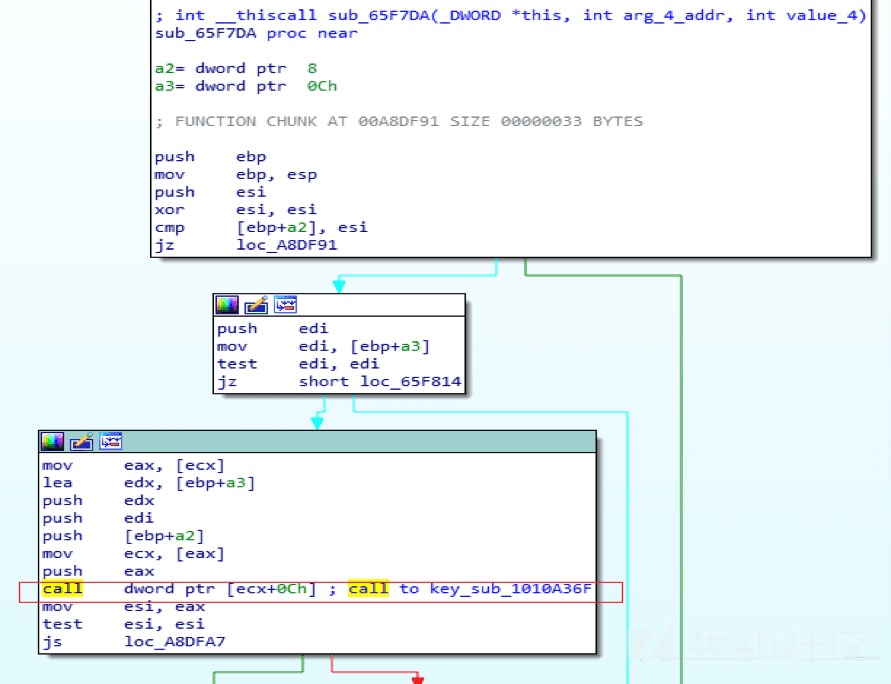 ; int __thiscall sub_65F7DA(_DWORD *this, int arg_4_addr, int value_4)
sub_65F7DA proc near
a2= dword ptr  8
a3= dword ptr  0Ch
; FUNCTION CHUNK AT 00A8DF91 SIZE 00000033 BYTES
push    ebp
mov     ebp, esp
push    esi
xor     esi, esi
cmp     [ebp+a2], esi
jz      loc_A8DF91
push    edi
mov     edi, [ebp+a3]
test    edi, edi
jz      short loc_65F814
mov     eax, [ecx]
lea     edx, [ebp+a3]
push    edx
push    edi
push    [ebp+a2]
mov     ecx, [eax]
push    eax
call    dword ptr [ecx+0Ch] ; call to key_sub_1010A36F
mov     esi, eax
test    esi, esi
js      loc_A8DFA7
先知社区